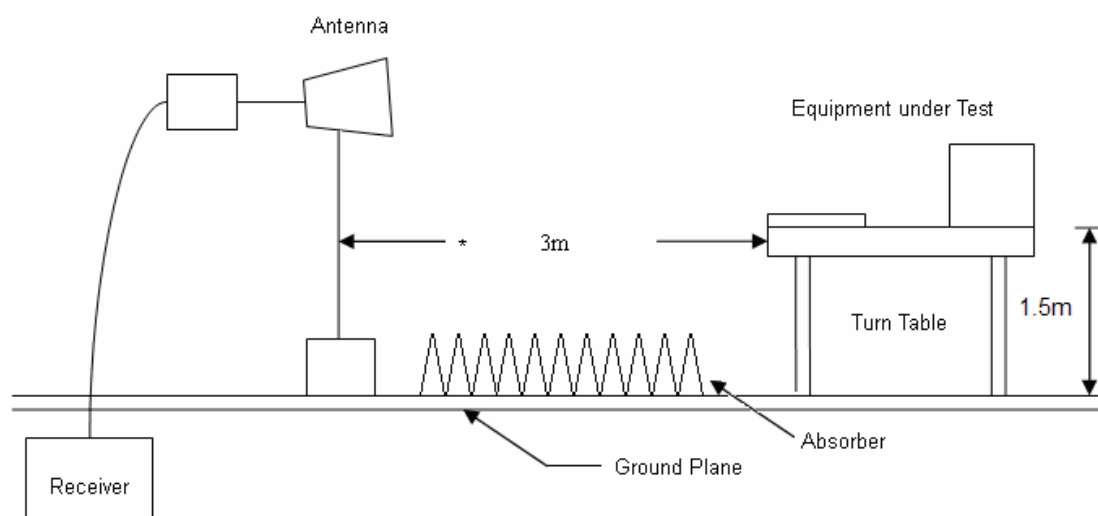 Antenna
Equipment under Test
* 3m
1.5m
Turn Table
Absorber
Ground Plane
Receiver